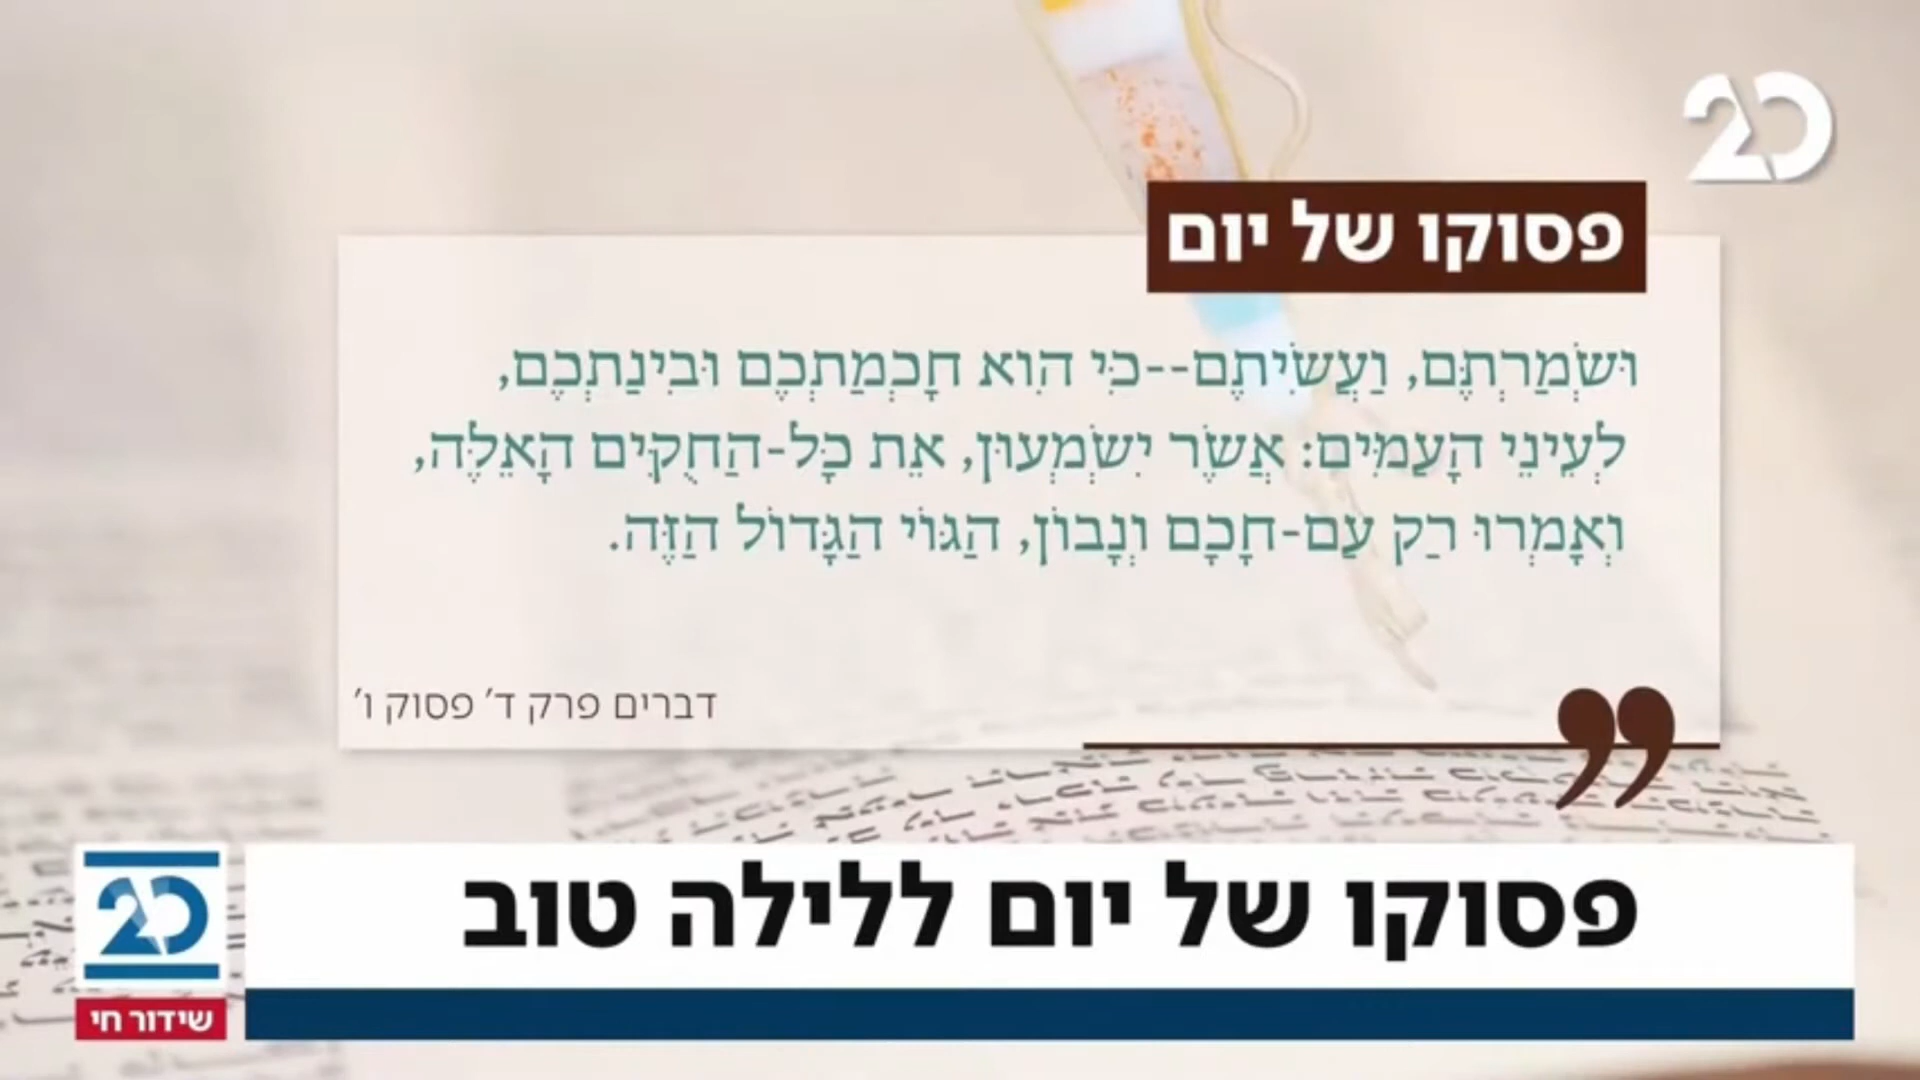 20
פסוקו של יום
וּשְׁמַרְתֶּם, וַעֲשִׂיתֶם--כִּי הִוא חָכְמַתְכֶם וּבִינַתְכֶם,
לְעֵינֵי הָעַמִּים: אֲשֶׁר יִשְׁמְעוּן, אֵת כָּל-הַחֻקִּים הָאֵלֶּה,
וְאָמְרוּ רַק עַם-חָכָם וְנָבוֹן, הַגּוֹי הַגָּדוֹל הַזֶּה.
דברים פרק ד' פסוק ו'
פסוקו של יום ללילה טוב
20
שידור חי